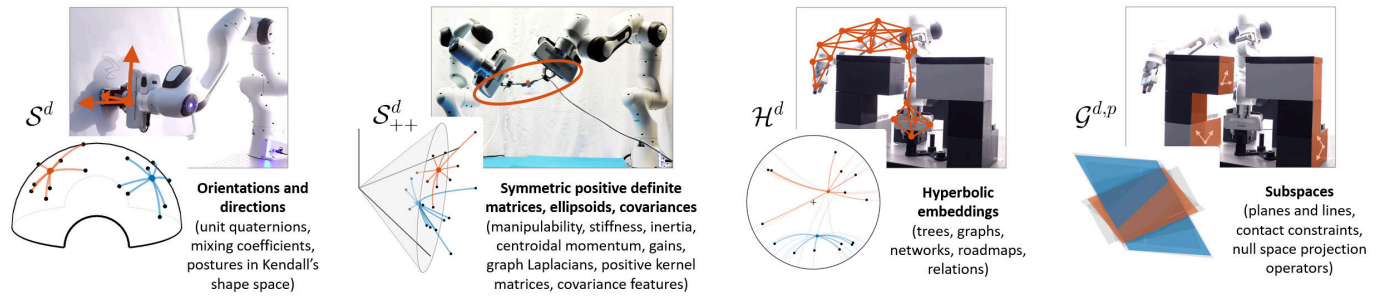 𝒮^d
Orientations and
directions
(unit quaternions,
mixing coefficients,
postures in Kendall’s
shape space)
𝒮^d_{++}
Symmetric positive definite
matrices, ellipsoids, covariances
(manipulability, stiffness, inertia,
centroidal momentum, gains,
graph Laplacians, positive kernel
matrices, covariance features)
ℋ^d
Hyperbolic
embeddings
(trees, graphs,
networks, roadmaps,
relations)
𝒢^{d,p}
Subspaces
(planes and lines,
contact constraints,
null space projection
operators)